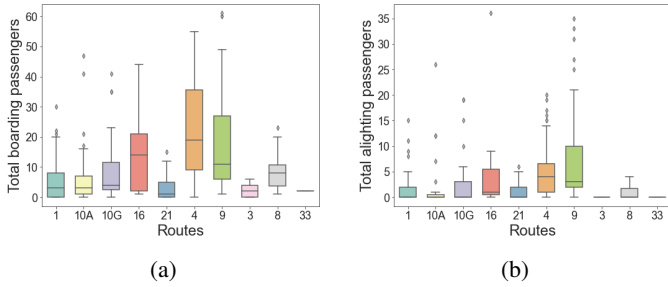 Total boarding passengers
60
50
40
30
20
10
0
1 10A 10G 16 21 4 9 3 8 33
Routes
(a)
Total alighting passengers
35
30
25
20
15
10
5
0
1 10A 10G 16 21 4 9 3 8 33
Routes
(b)